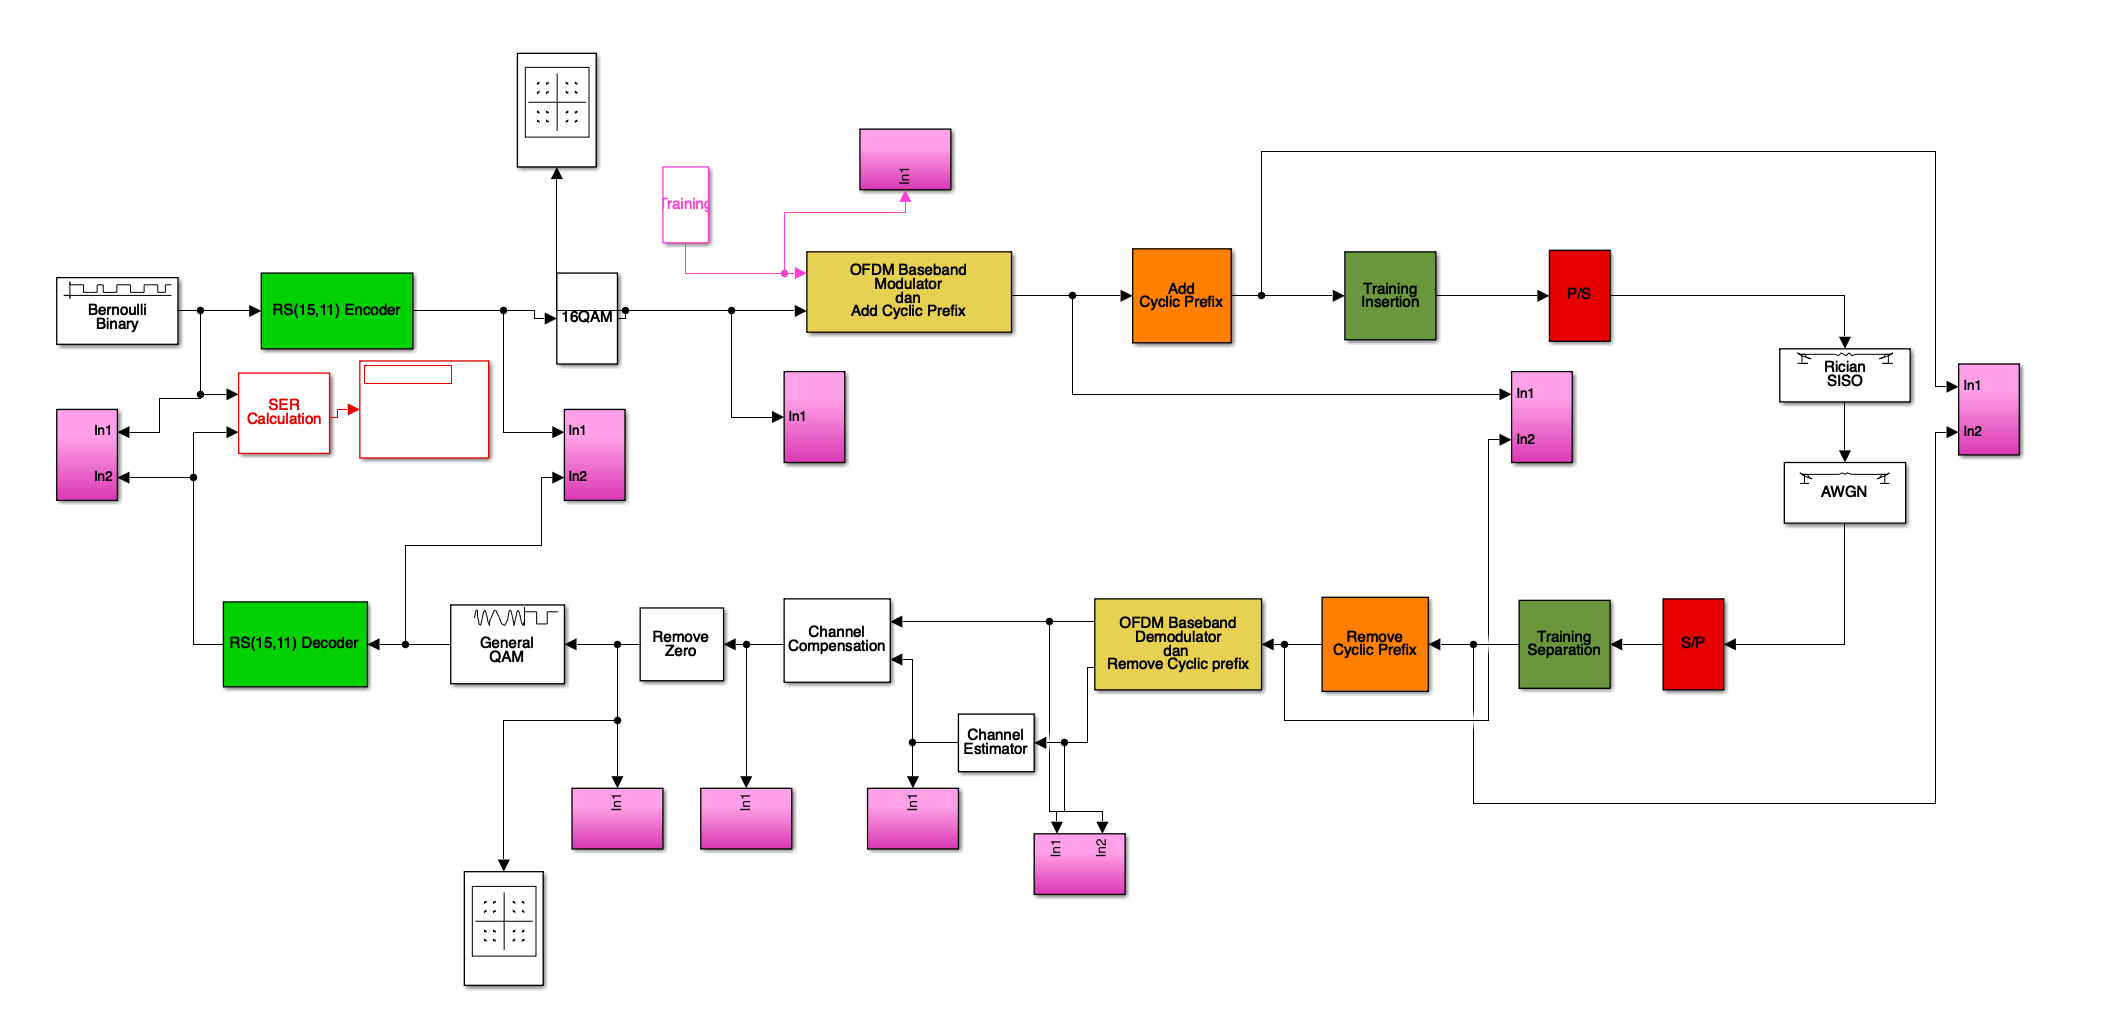 In1
Training
Bernoulli
Binary
RS(15,11) Encoder
16QAM
OFDM Baseband
Modulator
dan
Add Cyclic Prefix
Add
Cyclic Prefix
Training
Insertion
P/S
Rician
SISO
In1
In2
SER
Calculation
In1
In2
In1
In2
In1
In1
In2
AWGN
RS(15,11) Decoder
General
QAM
Remove
Zero
Channel
Compensation
OFDM Baseband
Demodulator
dan
Remove Cyclic prefix
Remove
Cyclic Prefix
Training
Separation
S/P
Channel
Estimator
In1
In1
In1
In1
In2